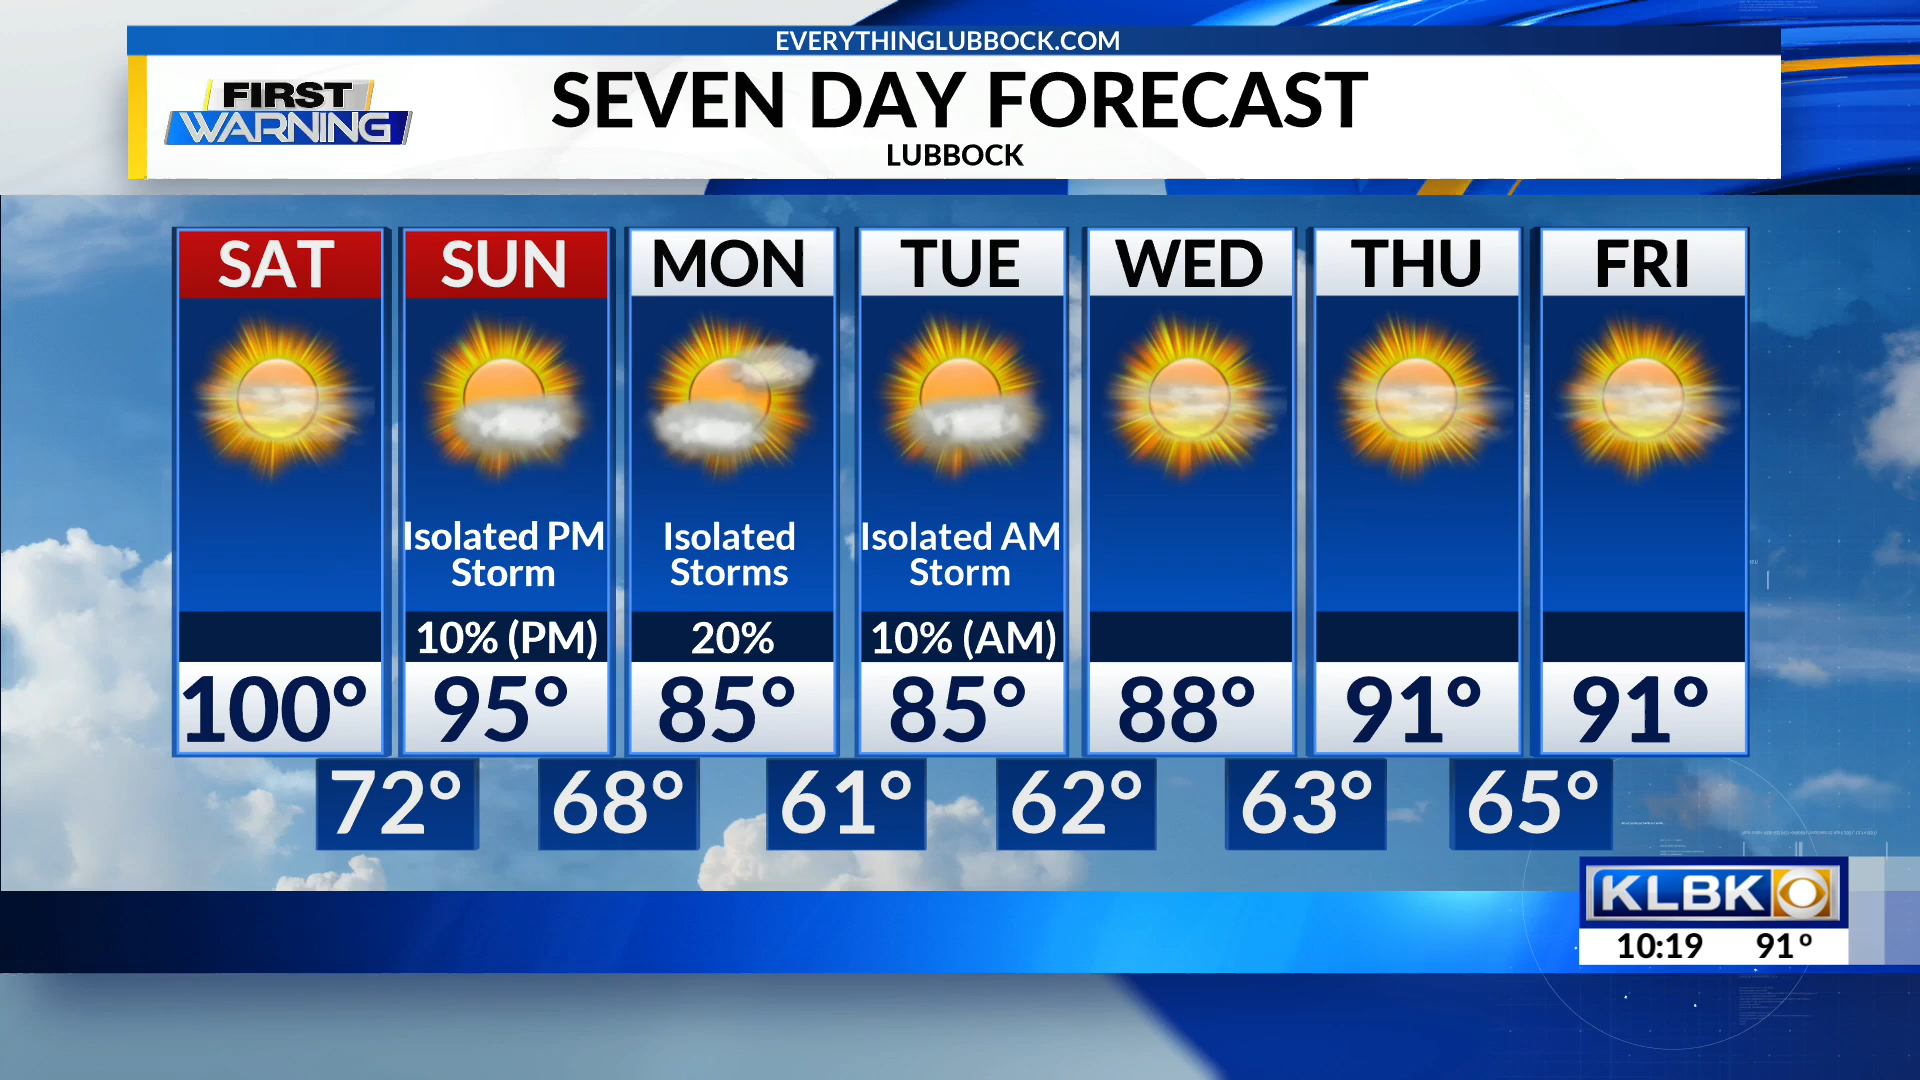 EVERYTHINGLUBBOCK.COM
FIRST
WARNING
SEVEN DAY FORECAST
LUBBOCK
SAT
100°
SUN
Isolated PM
Storm
10% (PM)
95°
MON
Isolated
Storms
20%
85°
TUE
Isolated AM
Storm
10% (AM)
85°
WED
88°
THU
91°
FRI
91°
72°
68°
61°
62°
63°
65°
KLBK
10:19 91°